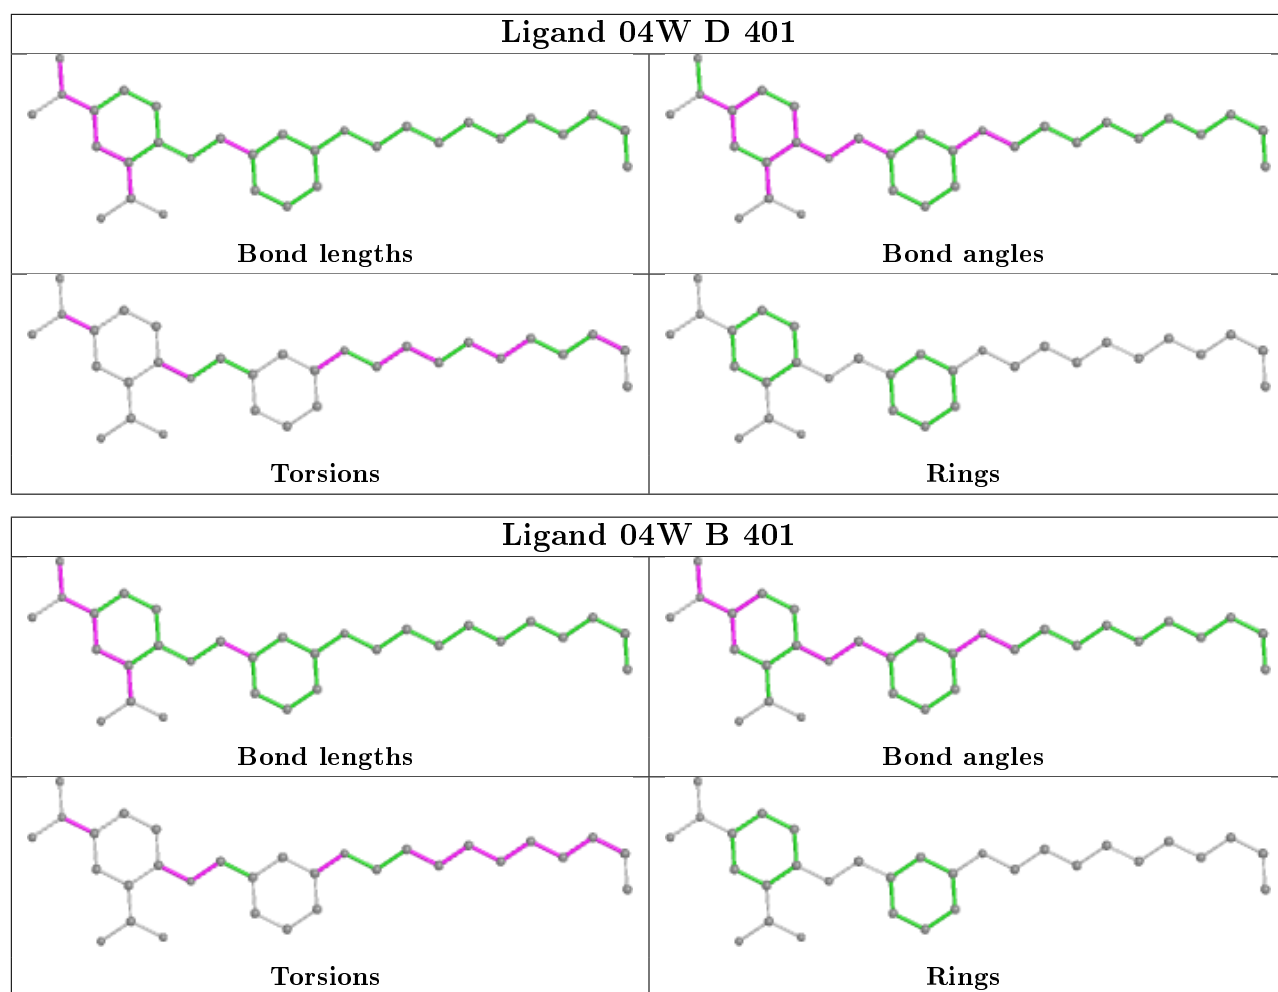 Ligand 04W D 401
Bond lengths
Bond angles
Torsions
Rings
Ligand 04W B 401
Bond lengths
Bond angles
Torsions
Rings